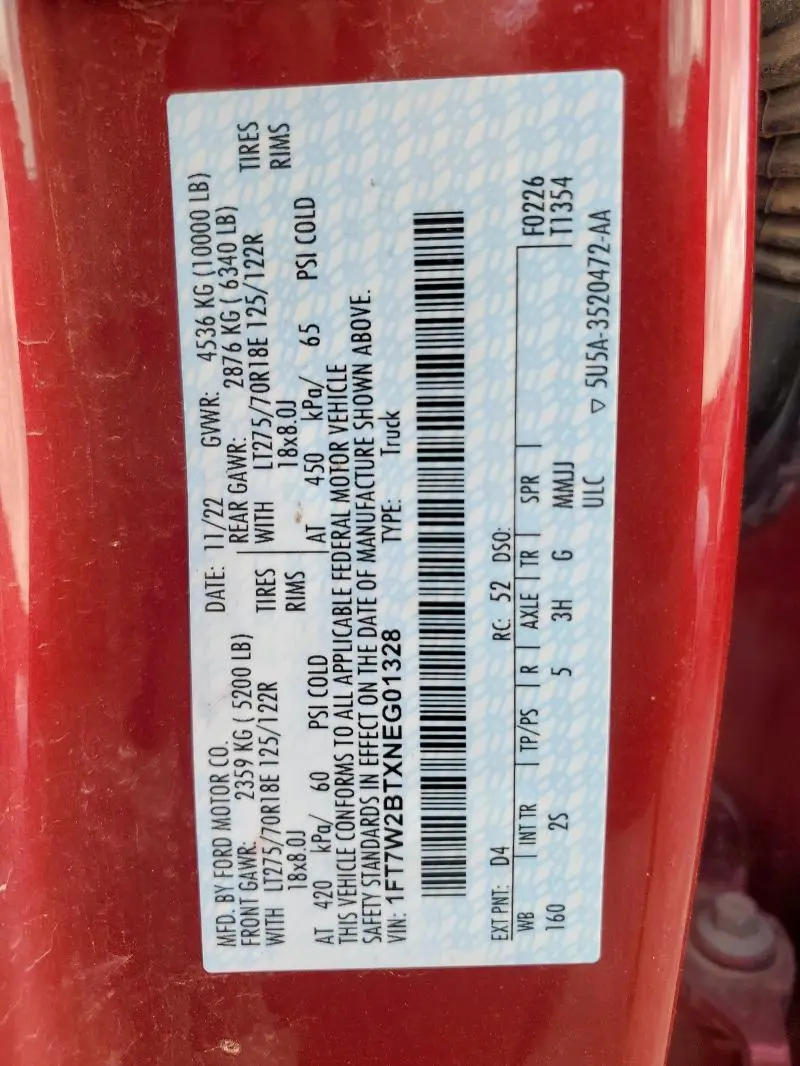 MFD. BY FORD MOTOR CO.
DATE: 11/22 GVWR: 4536 KG (10000 LB)
FRONT GAWR: 2359 KG ( 5200 LB) REAR GAWR: 2876 KG ( 6340 LB)
WITH LT275/70R18E 125/122R TIRES WITH LT275/70R18E 125/122R TIRES
18x8.0J RIMS 18x8.0J RIMS
AT 420 kPa/ 60 PSI COLD AT 450 kPa/ 65 PSI COLD
THIS VEHICLE CONFORMS TO ALL APPLICABLE FEDERAL MOTOR VEHICLE
SAFETY STANDARDS IN EFFECT ON THE DATE OF MANUFACTURE SHOWN ABOVE.
VIN: 1FT7W2BTXNEG01328 TYPE: Truck
EXT PNT: D4 RC: 52 DSO:
WB INT TR TP/PS R AXLE TR SPR F0226
160 2S 5 3H G MMJJ T1354
ULC
▽ 5U5A-3520472-AA